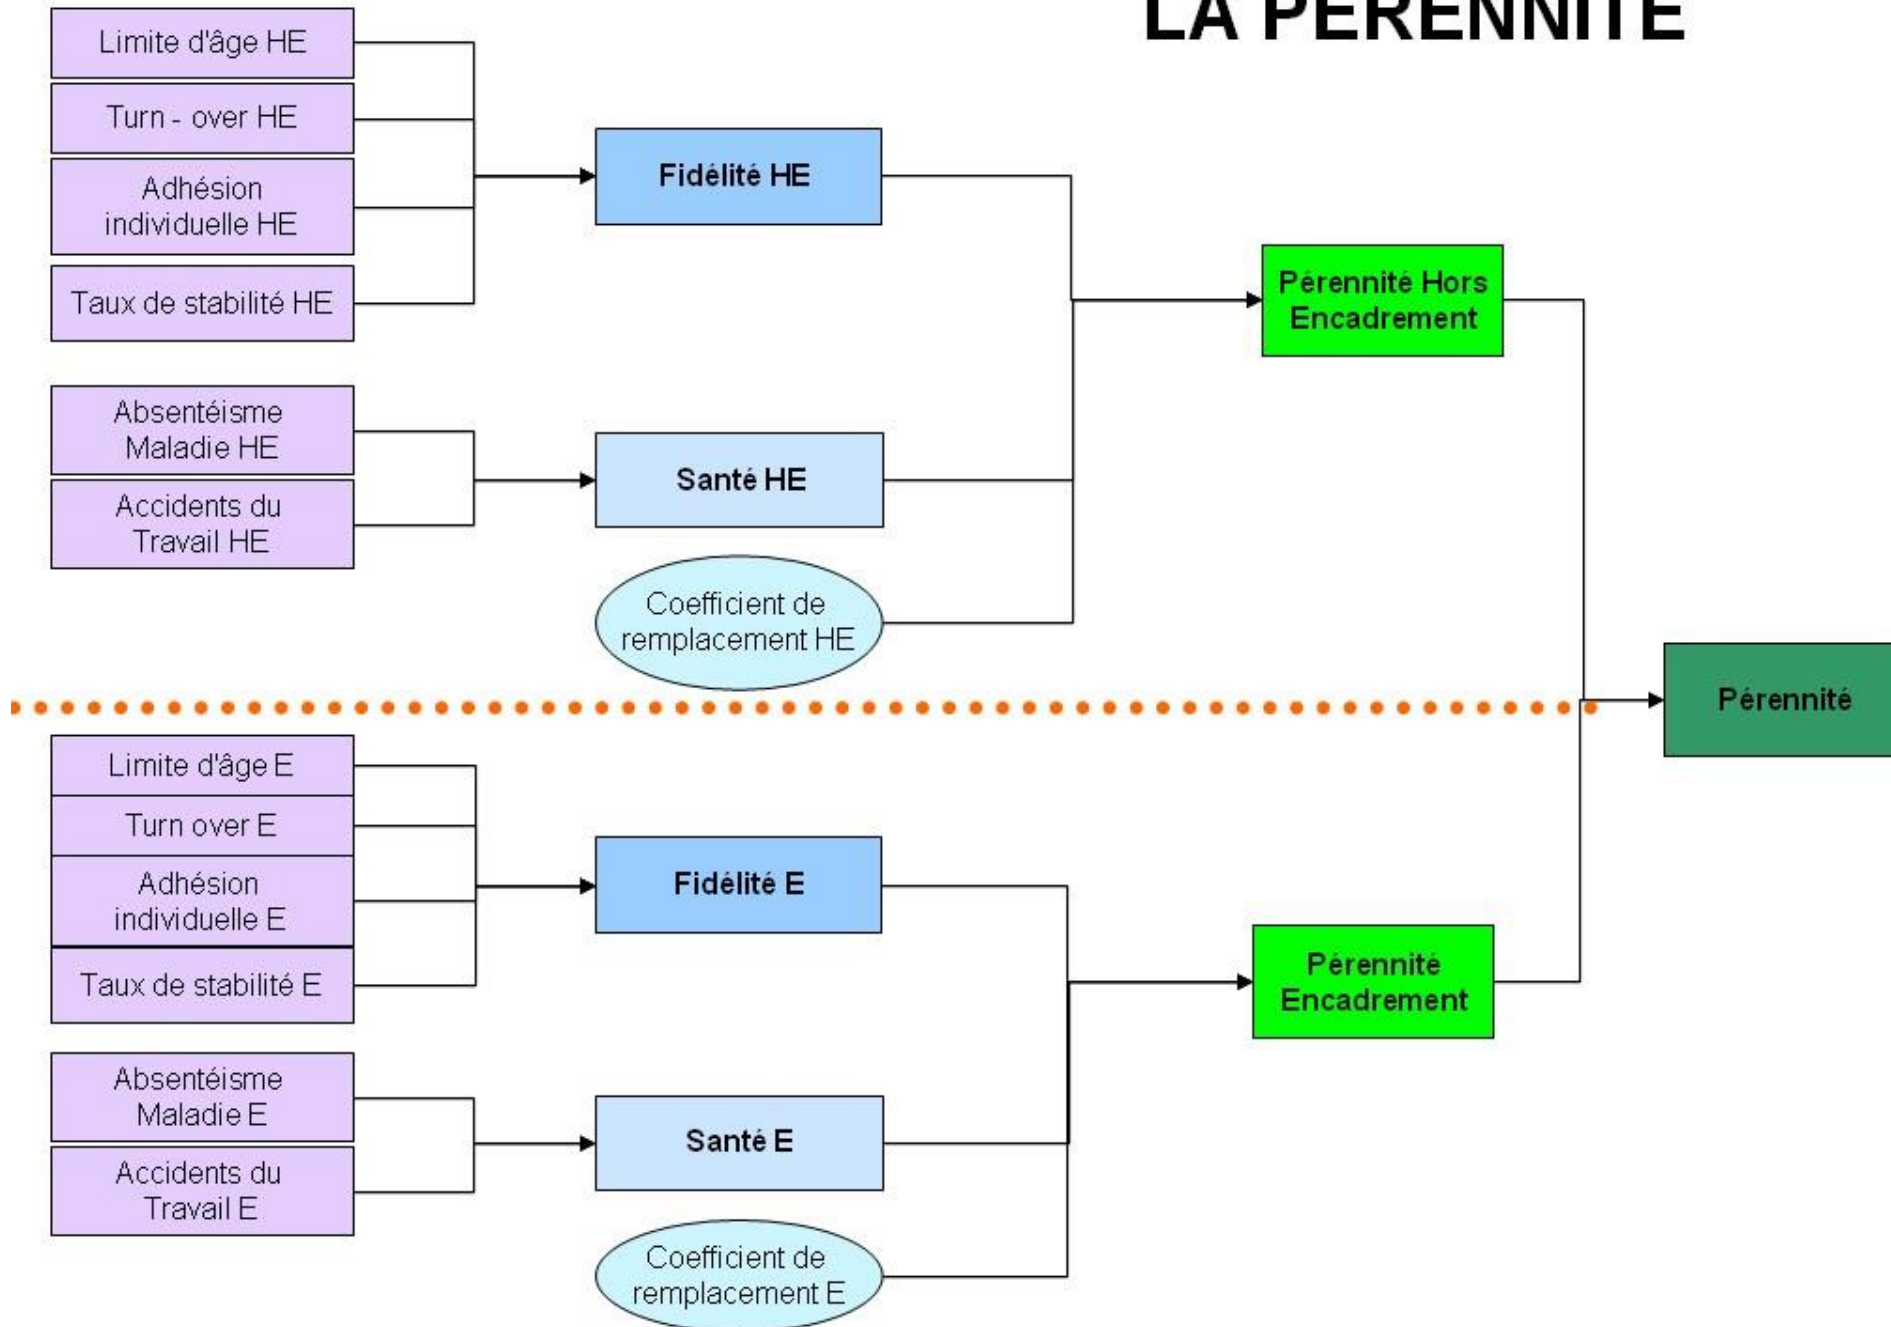 LA PÉRENNITÉ
Limite d'âge HE
Turn - over HE
Adhésion
individuelle HE
Taux de stabilité HE
Fidélité HE
Absentéisme
Maladie HE
Accidents du
Travail HE
Santé HE
Coefficient de
remplacement HE
Pérennité Hors
Encadrement
Pérennité
Limite d'âge E
Turn over E
Adhésion
individuelle E
Taux de stabilité E
Fidélité E
Absentéisme
Maladie E
Accidents du
Travail E
Santé E
Coefficient de
remplacement E
Pérennité
Encadrement